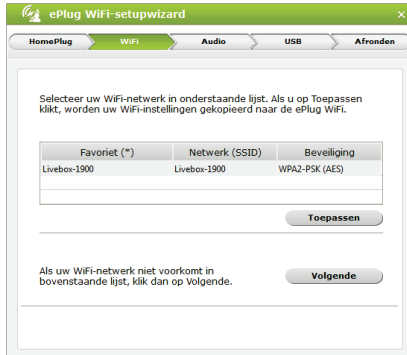 ePlug WiFi-setupwizard
HomePlug WiFi Audio USB Afronden
Selecteer uw WiFi-netwerk in onderstaande lijst. Als u op Toepassen
klikt, worden uw WiFi-instellingen gekopieerd naar de ePlug WiFi.
Favoriet (*) Netwerk (SSID) Beveiliging
Livebox-1900 Livebox-1900 WPA2-PSK (AES)
Toepassen
Als uw WiFi-netwerk niet voorkomt in
bovenstaande lijst, klik dan op Volgende.
Volgende